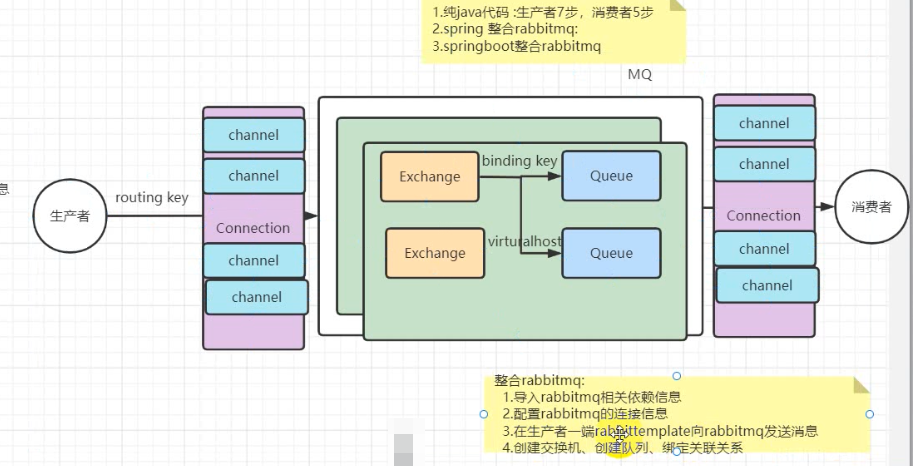 1.纯java代码 :生产者7步，消费者5步
2.spring 整合rabbitmq:
3.springboot整合rabbitmq
MQ
channel
channel
Connection
channel
channel
息
生产者
routing key
Exchange
binding key
Queue
Exchange
virturalhost
Queue
channel
channel
Connection
channel
channel
消费者
整合rabbitmq:
1.导入rabbitmq相关依赖信息
2.配置rabbitmq的连接信息
3.在生产者一端rabbittemplate向rabbitmq发送消息
4.创建交换机、创建队列、绑定关联关系